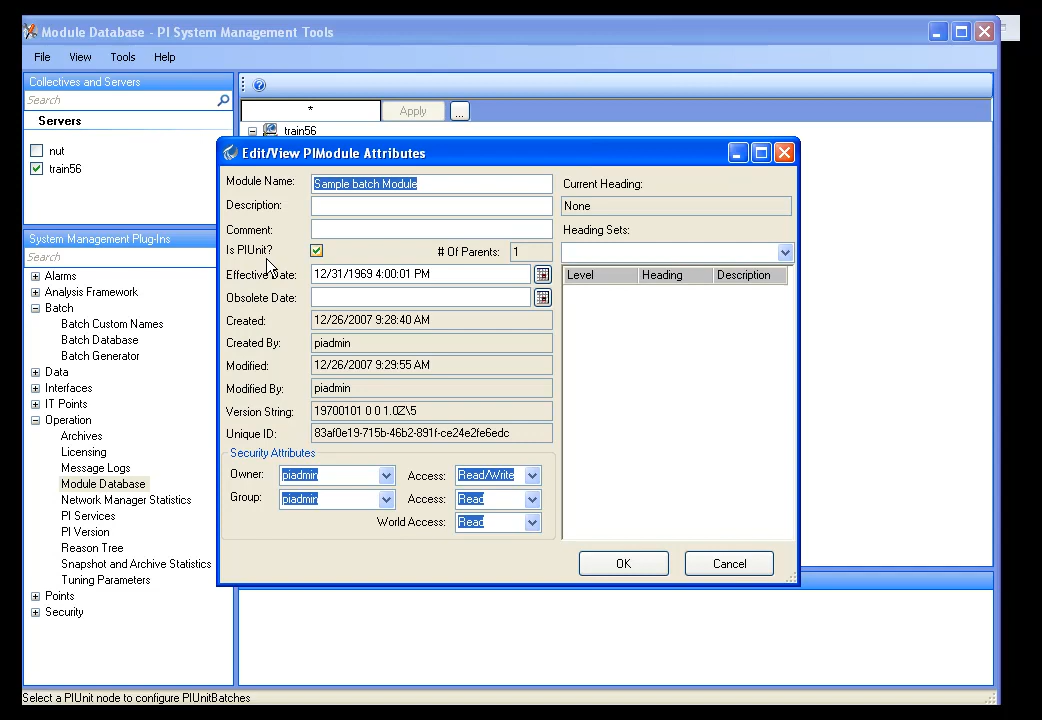 Module Database - PI System Management Tools
File View Tools Help
Collectives and Servers
Search
Servers
nut
train56
* Apply ...
train56
System Management Plug-Ins
Search
Alarms
Analysis Framework
Batch
Batch Custom Names
Batch Database
Batch Generator
Data
Interfaces
IT Points
Operation
Archives
Licensing
Message Logs
Module Database
Network Manager Statistics
PI Services
PI Version
Reason Tree
Snapshot and Archive Statistics
Tuning Parameters
Points
Security
Edit/View PIModule Attributes
Module Name: Sample batch Module
Description:
Comment:
Is PIUnit? # Of Parents: 1
Effective Date: 12/31/1969 4:00:01 PM
Obsolete Date:
Created: 12/26/2007 9:28:40 AM
Created By: piadmin
Modified: 12/26/2007 9:29:55 AM
Modified By: piadmin
Version String: 19700101 0 0 1.0Z\5
Unique ID: 83af0e19-715b-46b2-891f-ce24e2fe6edc
Security Attributes
Owner: piadmin Access: Read/Write
Group: piadmin Access: Read
World Access: Read
Current Heading:
None
Heading Sets:
Level Heading Description
OK Cancel
Select a PIUnit node to configure PIUnitBatches